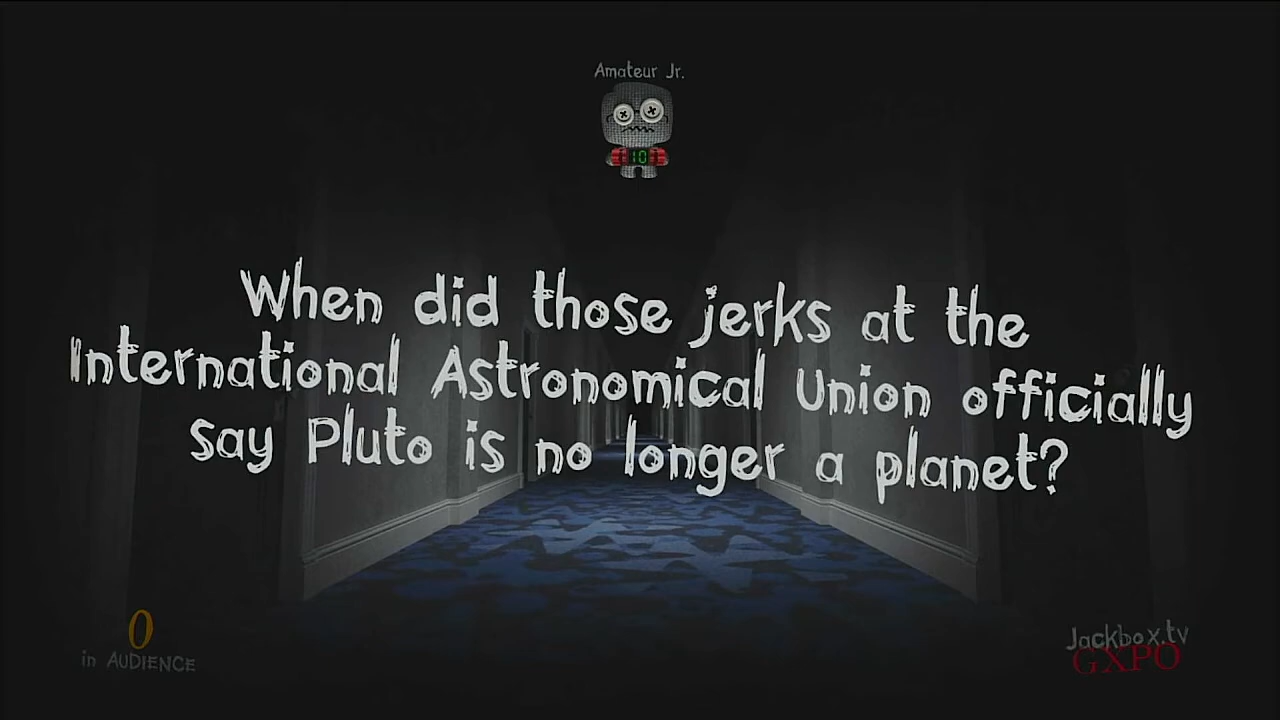 Amateur Jr.
10
When did those jerks at the
International Astronomical Union officially
say Pluto is no longer a planet?
0
in AUDIENCE
Jackbox.tv
GXPO